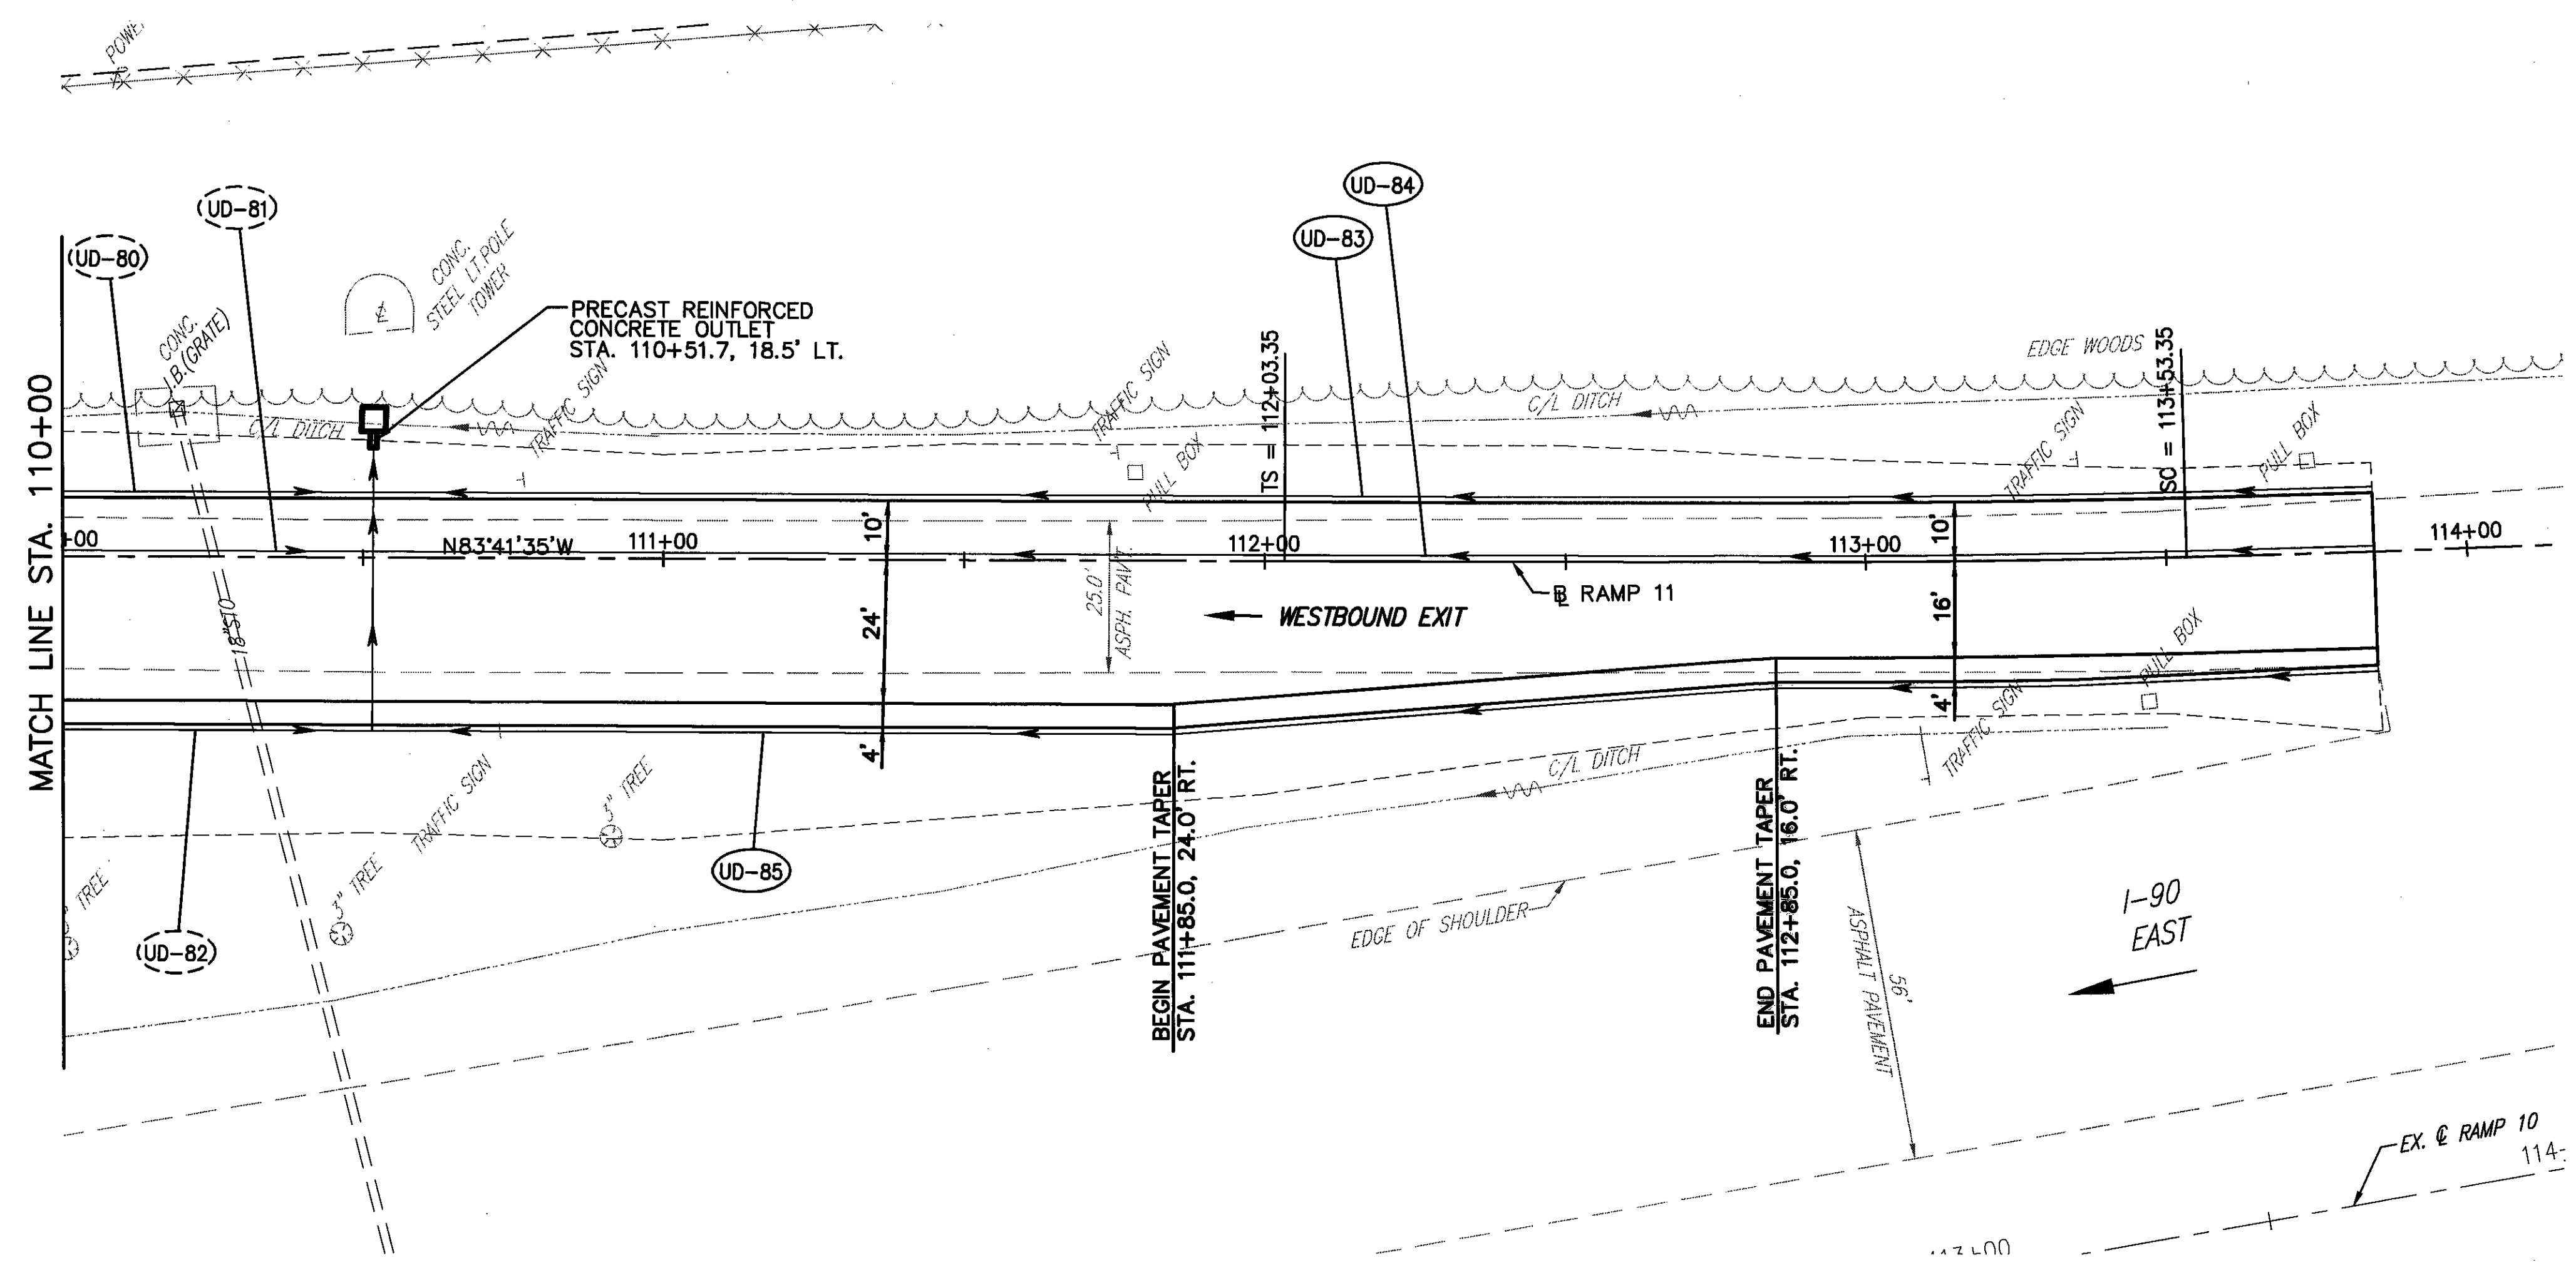 UD-84
UD-81
UD-83
UD-80
CONC.
STEEL LT.POLE
TOWER
PRECAST REINFORCED
CONCRETE OUTLET
STA. 110+51.7, 18.5' LT.
CONC.
I.B.(GRATE)
C/L DITCH
TRAFFIC SIGN
TRAFFIC SIGN
PULL BOX
TS = 112+03.35
C/L DITCH
EDGE WOODS
SC = 113+53.35
TRAFFIC SIGN
PULL BOX
MATCH LINE STA. 110+00
+00
N83°41'35"W
111+00
10'
112+00
113+00
10'
114+00
25.0'
ASPH. PAVT.
24'
WESTBOUND EXIT
BL RAMP 11
16'
18"STO
4'
4'
PULL BOX
TRAFFIC SIGN
C/L DITCH
3" TREE
TRAFFIC SIGN
3" TREE
TREE
UD-85
UD-82
BEGIN PAVEMENT TAPER
STA. 111+85.0, 24.0' RT.
END PAVEMENT TAPER
STA. 112+85.0, 16.0' RT.
EDGE OF SHOULDER
56'
ASPHALT PAVEMENT
I-90
EAST
EX. ℄ RAMP 10